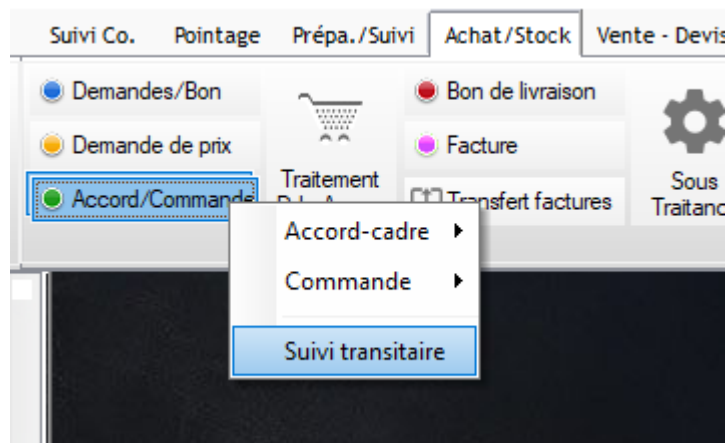 Suivi Co. Pointage Prépa./Suivi Achat/Stock Vente - Devis
Demandes/Bon
Demande de prix
Accord/Commande
Traitement
Bon de livraison
Facture
Transfert factures
Sous
Accord-cadre
Commande
Suivi transitaire